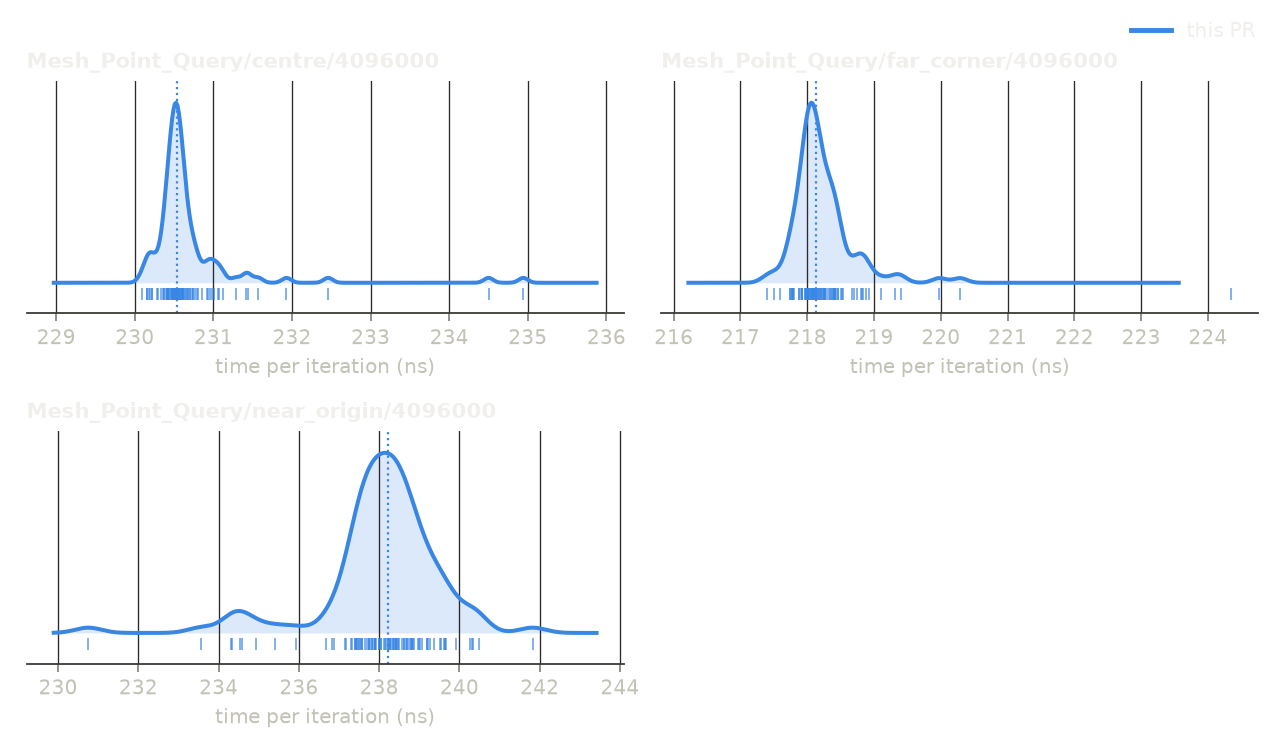 this PR
Mesh_Point_Query/centre/4096000
Mesh_Point_Query/far_corner/4096000
229 230 231 232 233 234 235 236
216 217 218 219 220 221 222 223 224
time per iteration (ns)
time per iteration (ns)
Mesh_Point_Query/near_origin/4096000
230 232 234 236 238 240 242 244
time per iteration (ns)